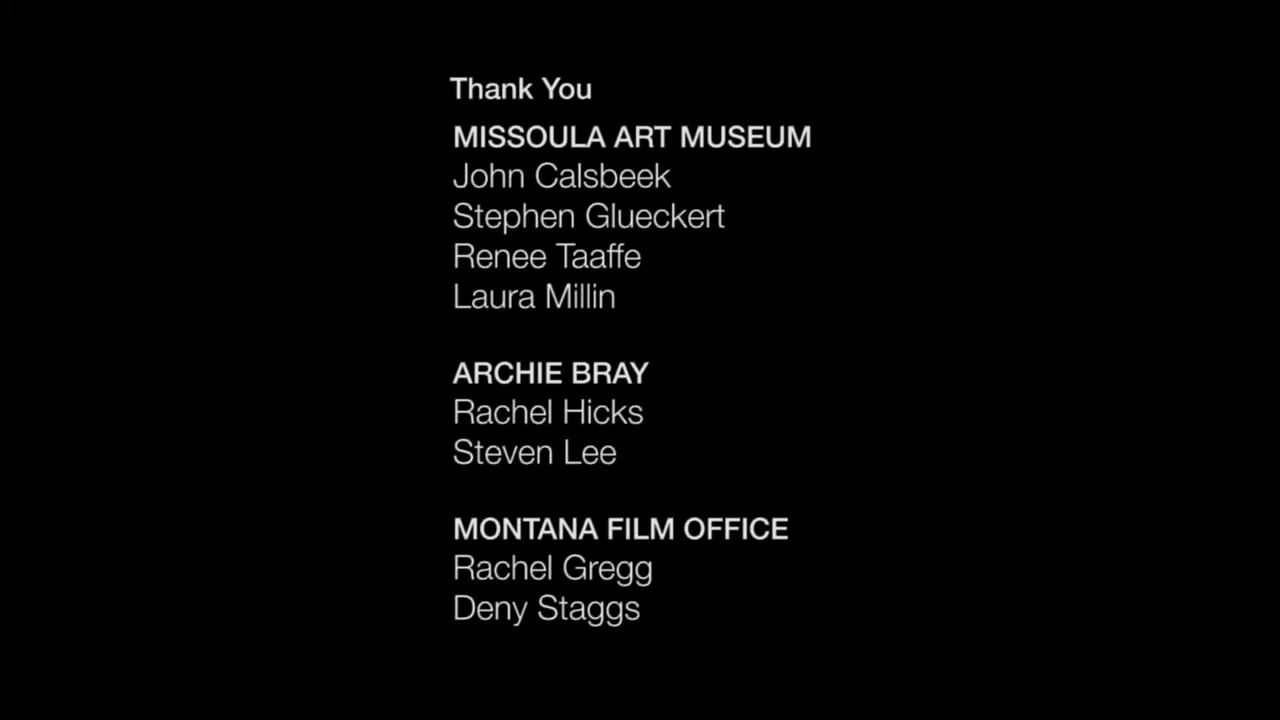 Thank You
MISSOULA ART MUSEUM
John Calsbeek
Stephen Glueckert
Renee Taaffe
Laura Millin
ARCHIE BRAY
Rachel Hicks
Steven Lee
MONTANA FILM OFFICE
Rachel Gregg
Deny Staggs